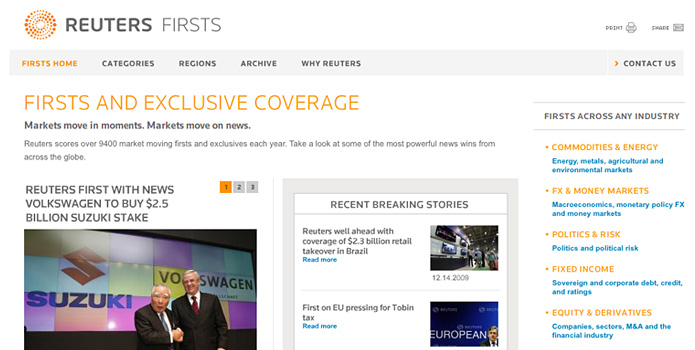 REUTERS FIRSTS
PRINT
SHARE
FIRSTS HOME CATEGORIES REGIONS ARCHIVE WHY REUTERS
> CONTACT US
FIRSTS AND EXCLUSIVE COVERAGE
Markets move in moments. Markets move on news.
Reuters scores over 9400 market moving firsts and exclusives each year. Take a look at some of the most powerful news wins from
across the globe.
REUTERS FIRST WITH NEWS
VOLKSWAGEN TO BUY $2.5
BILLION SUZUKI STAKE
1 2 3
SUZUKI
VOLKSWAGEN
RECENT BREAKING STORIES
Reuters well ahead with
coverage of $2.3 billion retail
takeover in Brazil
Read more
12.14.2009
First on EU pressing for Tobin
tax
Read more
REUTERS
EUROPEAN
FIRSTS ACROSS ANY INDUSTRY
• COMMODITIES & ENERGY
Energy, metals, agricultural and
environmental markets
• FX & MONEY MARKETS
Macroeconomics, monetary policy FX
and money markets
• POLITICS & RISK
Politics and political risk
• FIXED INCOME
Sovereign and corporate debt, credit,
and ratings
• EQUITY & DERIVATIVES
Companies, sectors, M&A and the
financial industry